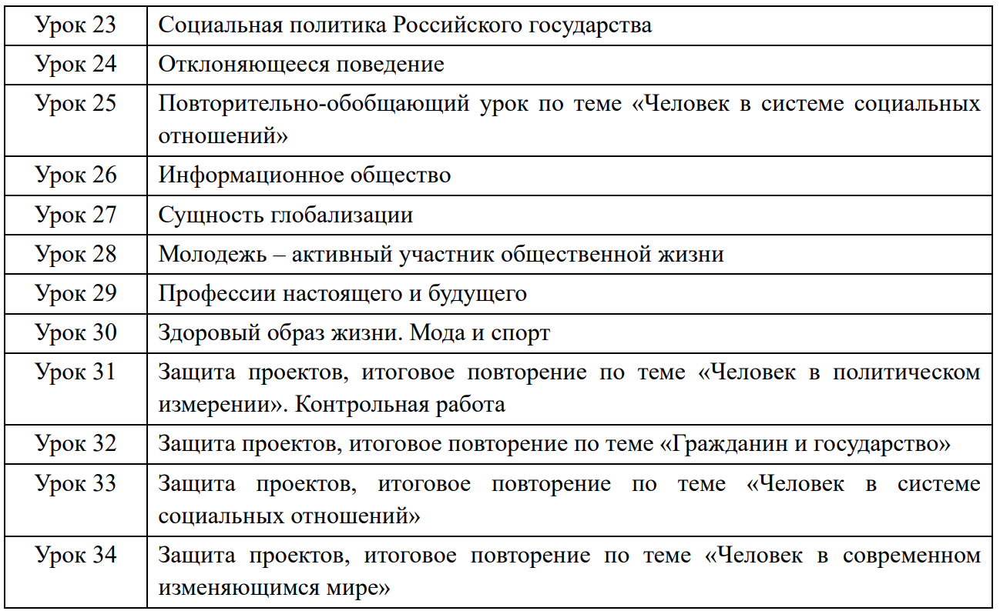 Урок 23 Социальная политика Российского государства
Урок 24 Отклоняющееся поведение
Урок 25 Повторительно-обобщающий урок по теме «Человек в системе социальных
отношений»
Урок 26 Информационное общество
Урок 27 Сущность глобализации
Урок 28 Молодежь – активный участник общественной жизни
Урок 29 Профессии настоящего и будущего
Урок 30 Здоровый образ жизни. Мода и спорт
Урок 31 Защита проектов, итоговое повторение по теме «Человек в политическом
измерении». Контрольная работа
Урок 32 Защита проектов, итоговое повторение по теме «Гражданин и государство»
Урок 33 Защита проектов, итоговое повторение по теме «Человек в системе
социальных отношений»
Урок 34 Защита проектов, итоговое повторение по теме «Человек в современном
изменяющимся мире»